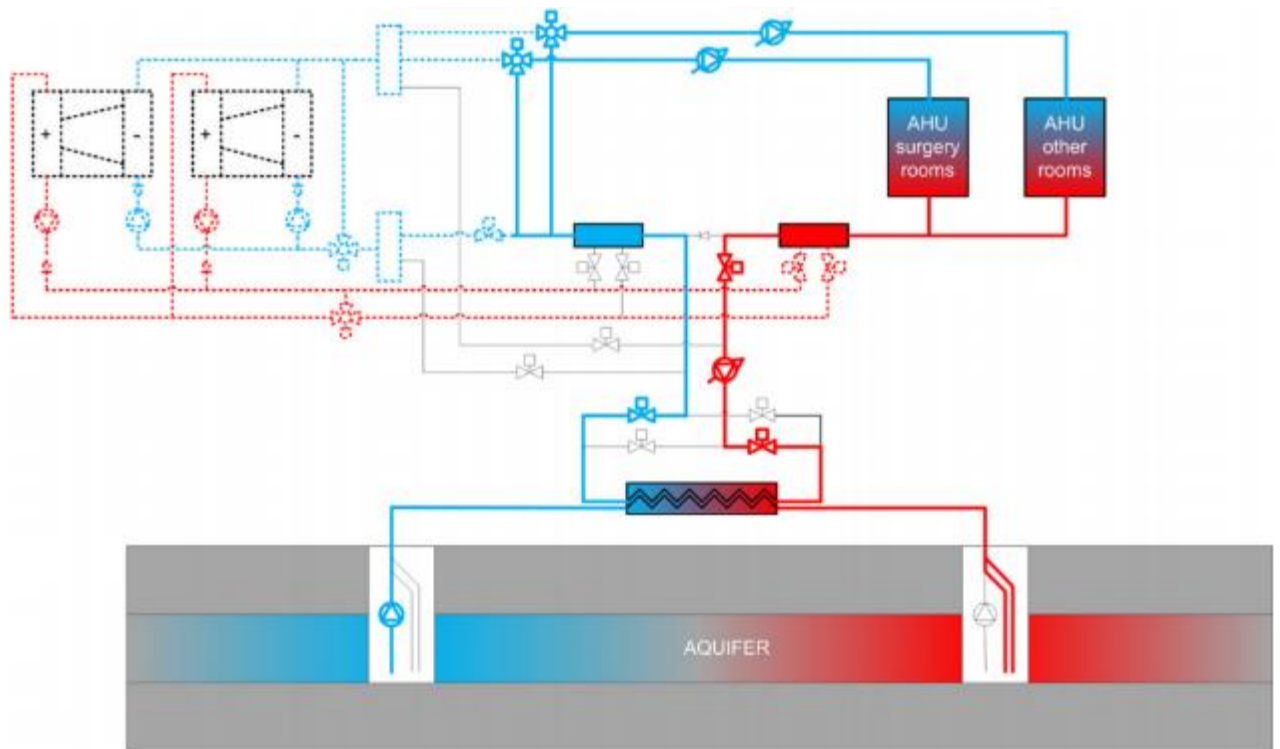 +
-
+
-
AHU
surgery
rooms
AHU
other
rooms
AQUIFER